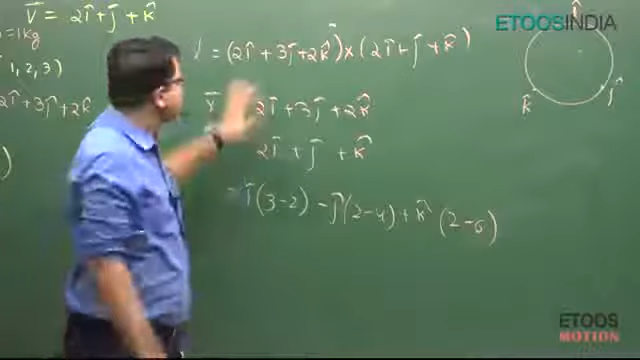 V̄ = 2î + ĵ + k̂
= 1kg
1, 2, 3)
2î + 3ĵ + 2k̂
= (2î + 3ĵ + 2k̂) × (2î + ĵ + k̂)
2î + 3ĵ + 2k̂
2î + ĵ + k̂
= î (3-2) - ĵ (2-4) + k̂ (2-6)
î
k̂
ĵ
ETOOSINDIA
ETOOS
MOTION